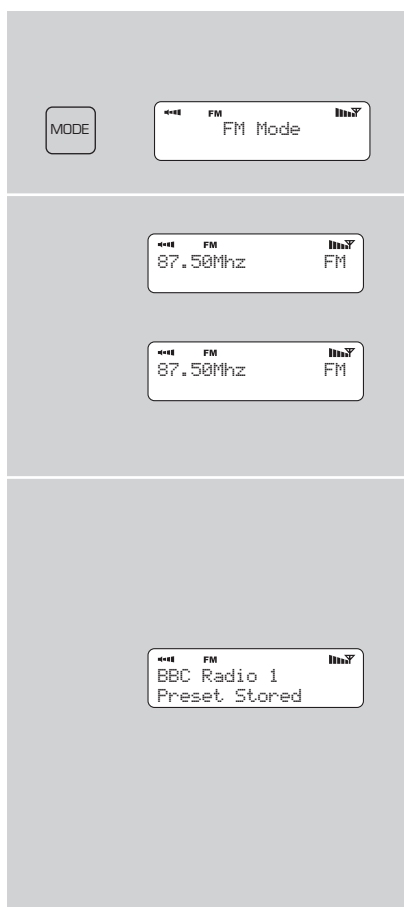 MODE
FM
FM Mode
FM
87.50Mhz FM
FM
87.50Mhz FM
FM
BBC Radio 1
Preset Stored